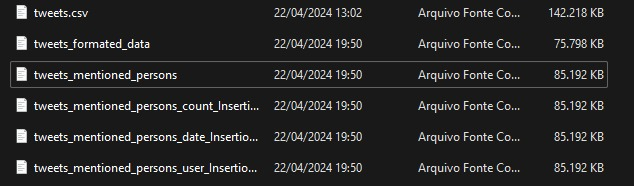 tweets.csv 22/04/2024 13:02 Arquivo Fonte Co... 142.218 KB
tweets_formated_data 22/04/2024 19:50 Arquivo Fonte Co... 75.798 KB
tweets_mentioned_persons 22/04/2024 19:50 Arquivo Fonte Co... 85.192 KB
tweets_mentioned_persons_count_Inserti... 22/04/2024 19:50 Arquivo Fonte Co... 85.192 KB
tweets_mentioned_persons_date_Insertio... 22/04/2024 19:50 Arquivo Fonte Co... 85.192 KB
tweets_mentioned_persons_user_Insertio... 22/04/2024 19:50 Arquivo Fonte Co... 85.192 KB